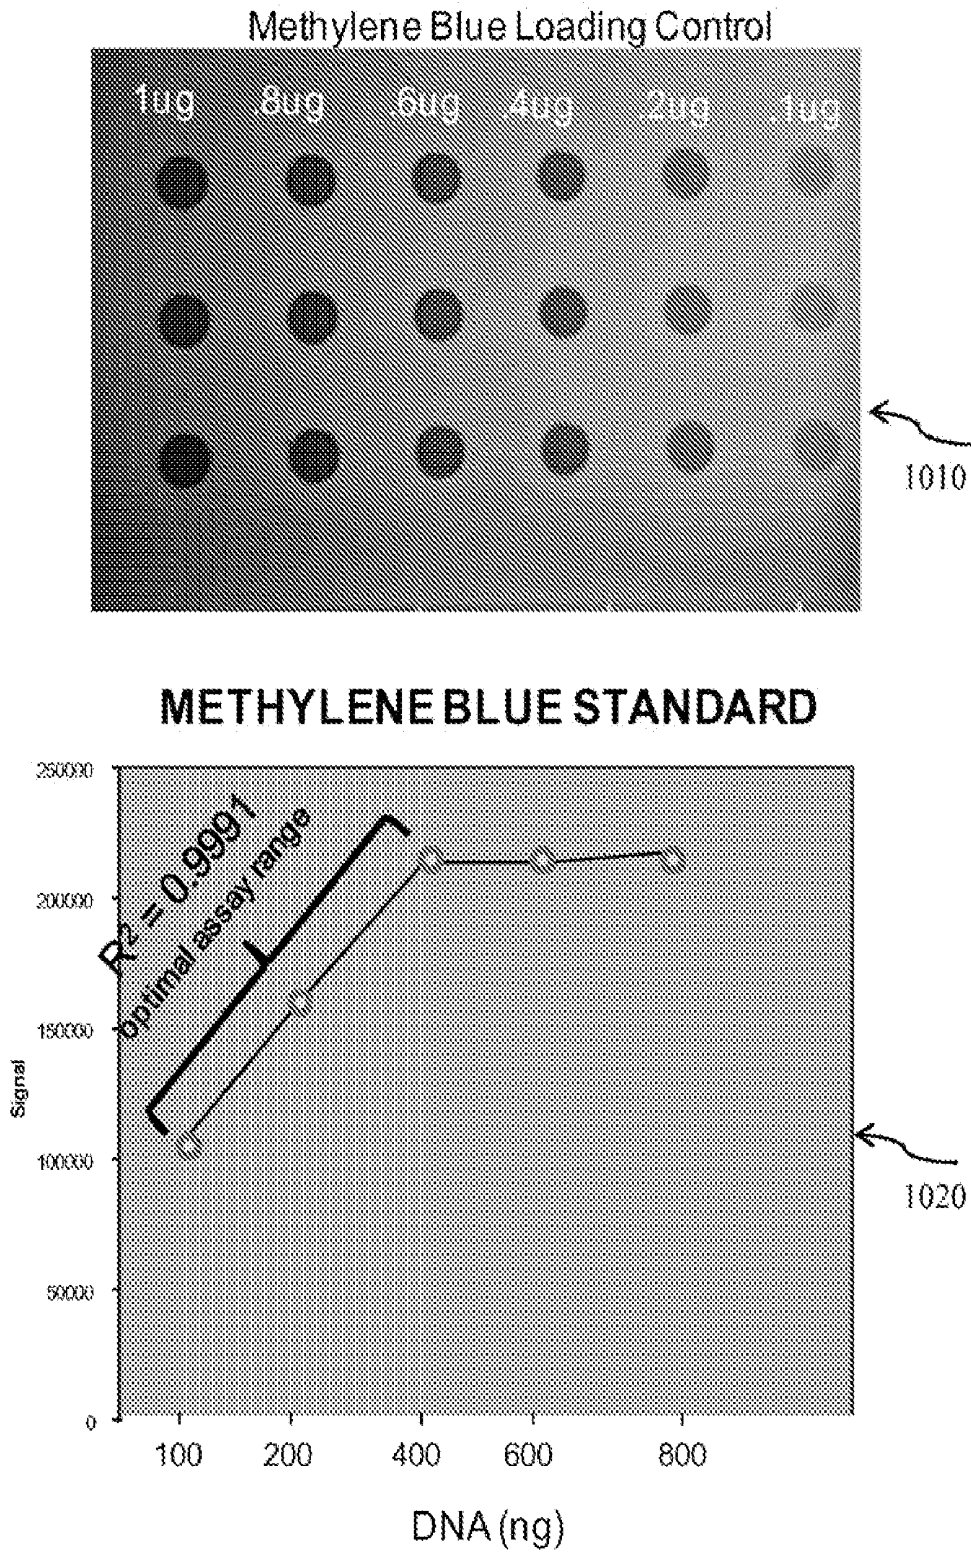 Methylene Blue Loading Control
1ug .8ug .6ug .4ug .2ug .1ug
1010
METHYLENE BLUE STANDARD
250000
200000
150000
100000
50000
0
Signal
R² = 0.9991
optimal assay range
1020
100 200 400 600 800
DNA (ng)